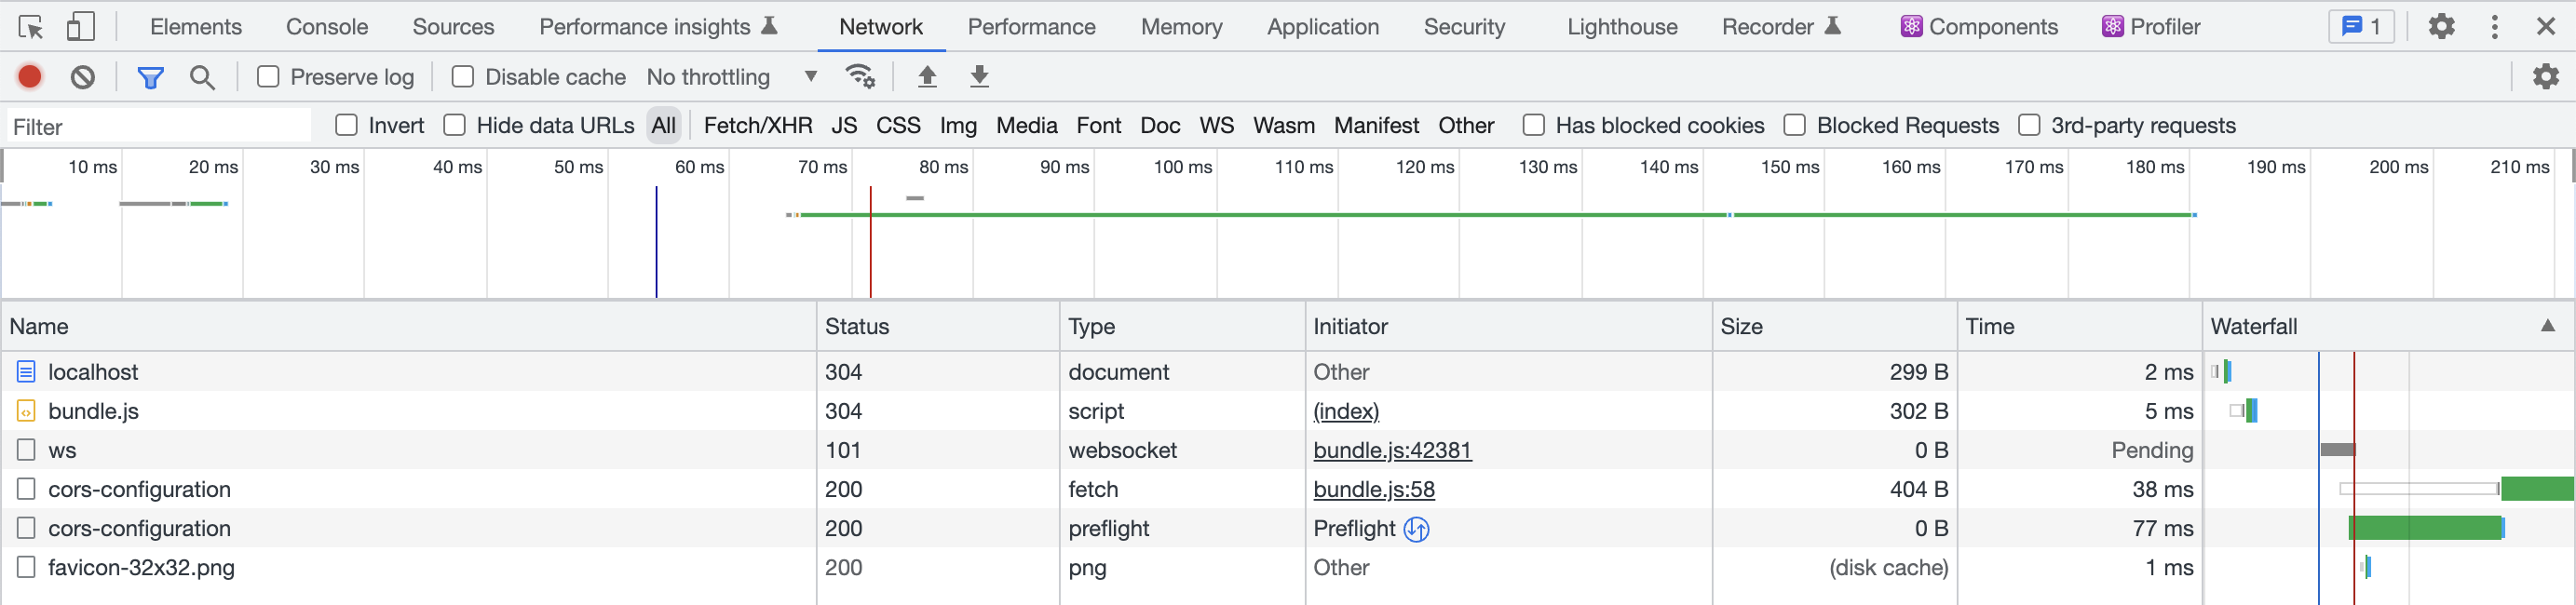 Elements Console Sources Performance insights Network Performance Memory Application Security Lighthouse Recorder Components Profiler 1
Preserve log Disable cache No throttling
Filter Invert Hide data URLs All Fetch/XHR JS CSS Img Media Font Doc WS Wasm Manifest Other Has blocked cookies Blocked Requests 3rd-party requests
10 ms 20 ms 30 ms 40 ms 50 ms 60 ms 70 ms 80 ms 90 ms 100 ms 110 ms 120 ms 130 ms 140 ms 150 ms 160 ms 170 ms 180 ms 190 ms 200 ms 210 ms
Name Status Type Initiator Size Time Waterfall
localhost 304 document Other 299 B 2 ms
bundle.js 304 script (index) 302 B 5 ms
ws 101 websocket bundle.js:42381 0 B Pending
cors-configuration 200 fetch bundle.js:58 404 B 38 ms
cors-configuration 200 preflight Preflight 0 B 77 ms
favicon-32x32.png 200 png Other (disk cache) 1 ms